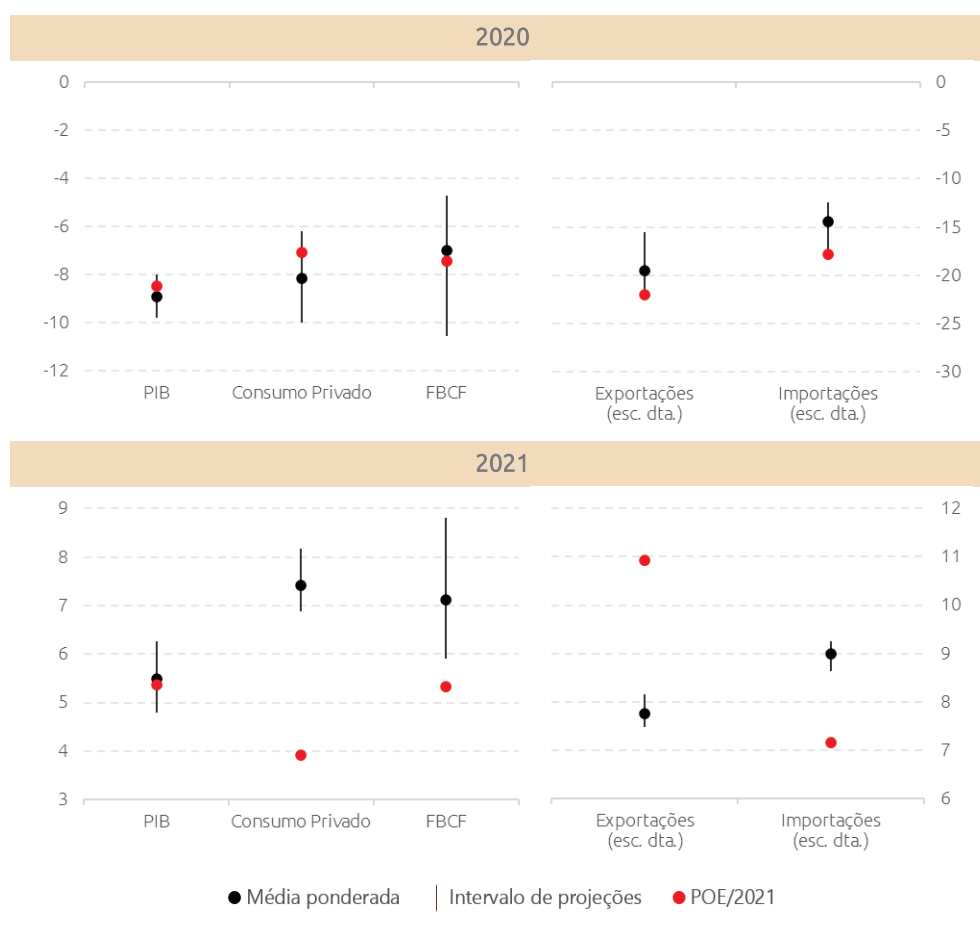 2020
0
-2
-4
-6
-8
-10
-12
PIB
Consumo Privado
FBCF
0
-5
-10
-15
-20
-25
-30
Exportações
(esc. dta.)
Importações
(esc. dta.)
2021
9
8
7
6
5
4
3
PIB
Consumo Privado
FBCF
12
11
10
9
8
7
6
Exportações
(esc. dta.)
Importações
(esc. dta.)
Média ponderada
Intervalo de projeções
POE/2021